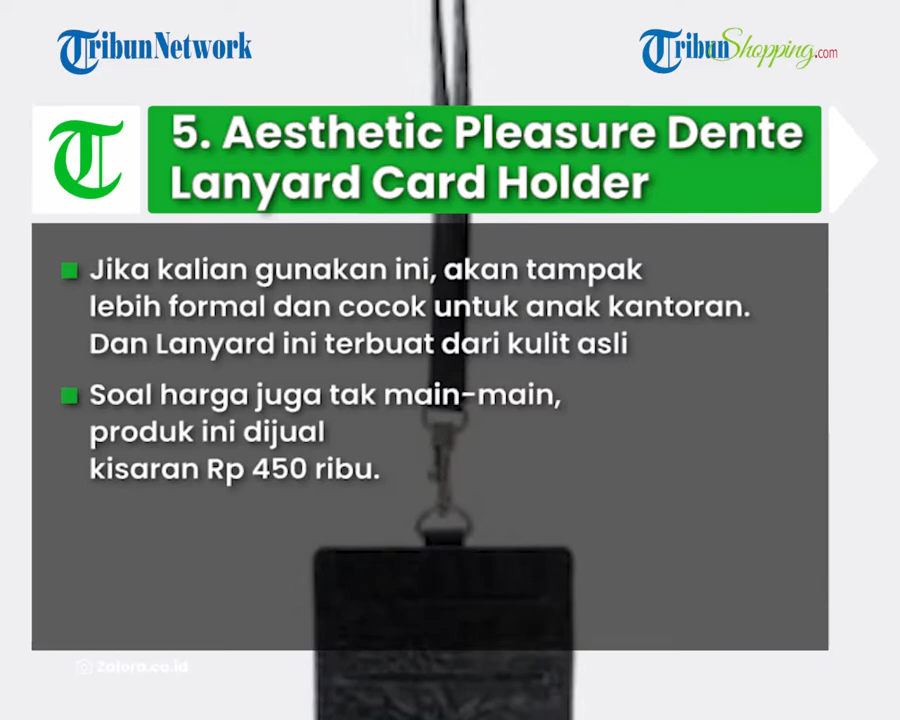 TribunNetwork
TribunShopping.com
T
5. Aesthetic Pleasure Dente
Lanyard Card Holder
Jika kalian gunakan ini, akan tampak
lebih formal dan cocok untuk anak kantoran.
Dan Lanyard ini terbuat dari kulit asli
Soal harga juga tak main-main,
produk ini dijual
kisaran Rp 450 ribu.
Zalora.co.id